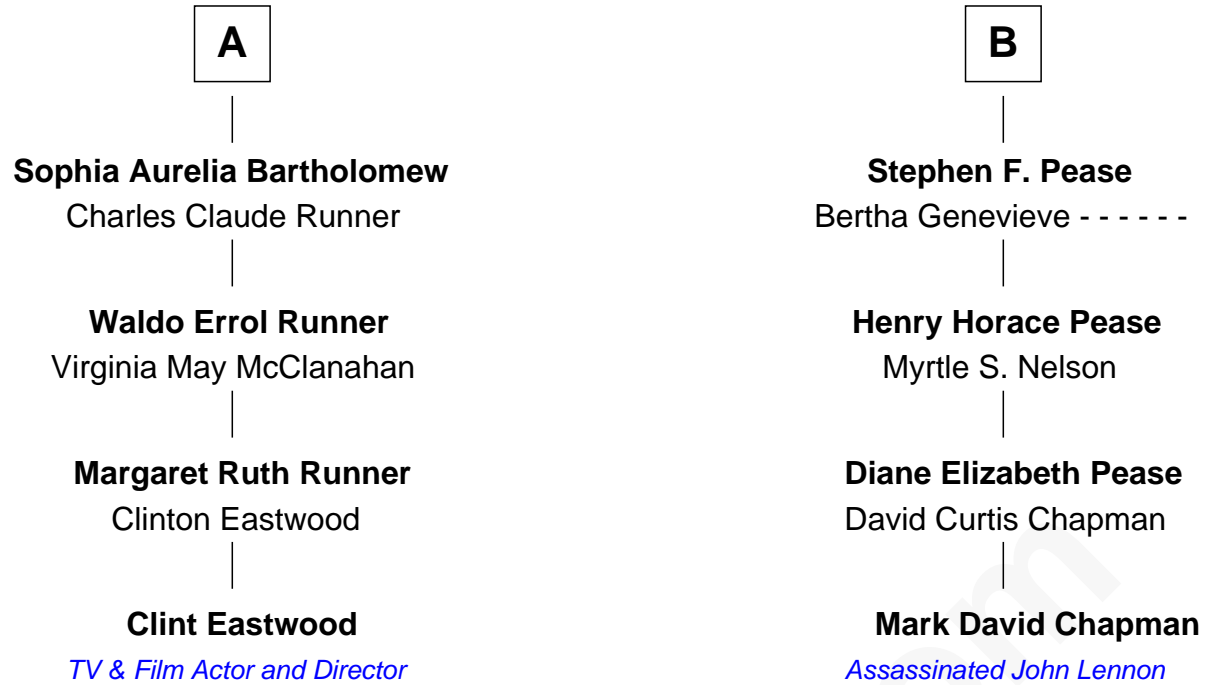 A
B
Sophia Aurelia Bartholomew
Charles Claude Runner
Stephen F. Pease
Bertha Genevieve - - - - - -
Waldo Errol Runner
Virginia May McClanahan
Henry Horace Pease
Myrtle S. Nelson
Margaret Ruth Runner
Clinton Eastwood
Diane Elizabeth Pease
David Curtis Chapman
Clint Eastwood
TV & Film Actor and Director
Mark David Chapman
Assassinated John Lennon